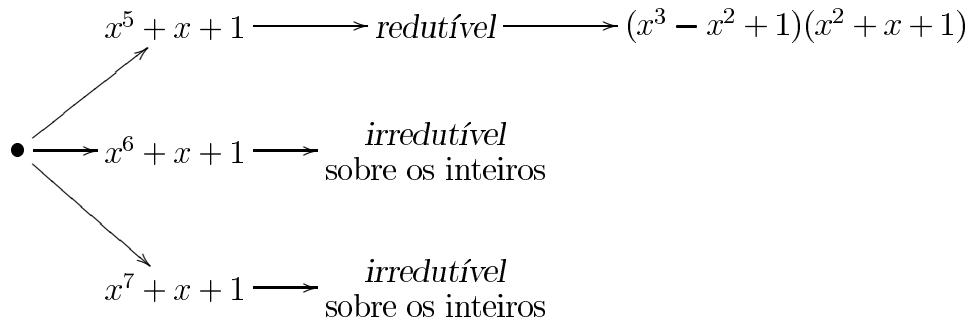 x⁵ + x + 1 redutível (x³ − x² + 1)(x² + x + 1)
x⁶ + x + 1 irredutível
sobre os inteiros
x⁷ + x + 1 irredutível
sobre os inteiros